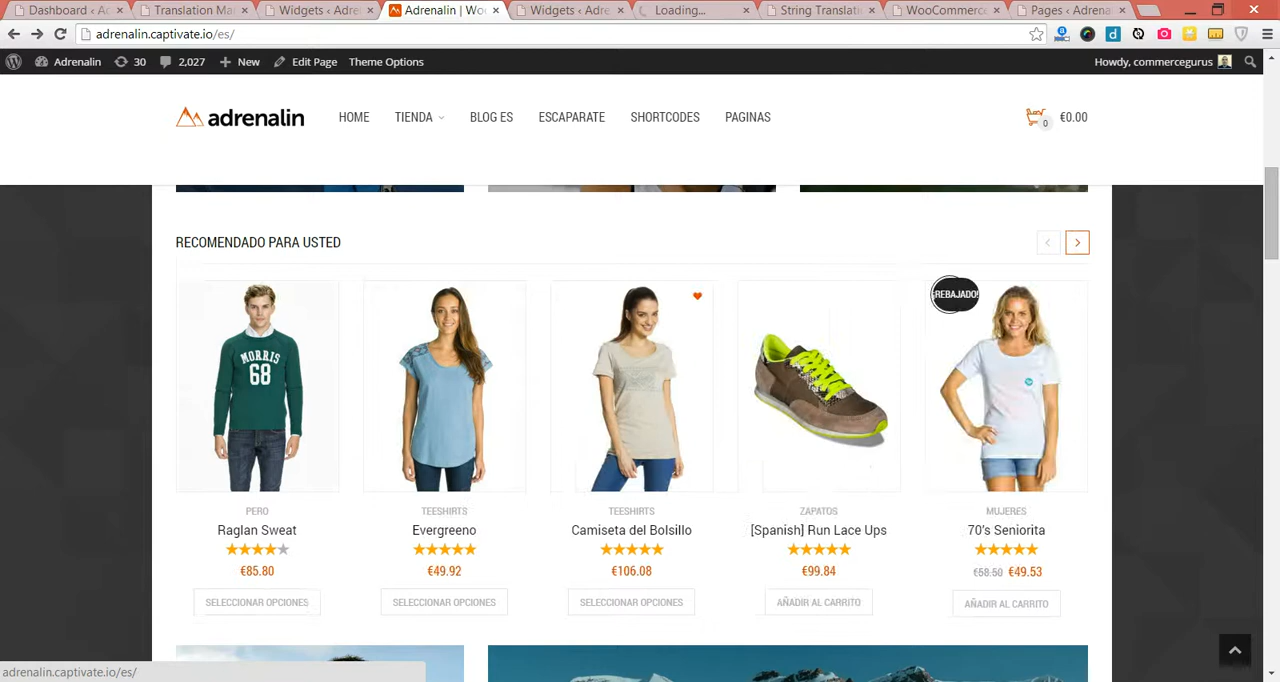 Dashboard ‹ A
Translation Ma
Widgets ‹ Adre
Adrenalin | Wo
Widgets ‹ Adre
Loading...
String Translati
WooCommerc
Pages ‹ Adrena
adrenalin.captivate.io/es/
Adrenalin
30
2,027
New
Edit Page
Theme Options
Howdy, commercegurus
adrenalin
HOME
TIENDA
BLOG ES
ESCAPARATE
SHORTCODES
PAGINAS
0
€0.00
RECOMENDADO PARA USTED
MORRIS
68
¡REBAJADO!
PERO
Raglan Sweat
€85.80
SELECCIONAR OPCIONES
TEESHIRTS
Evergreeno
€49.92
SELECCIONAR OPCIONES
TEESHIRTS
Camiseta del Bolsillo
€106.08
SELECCIONAR OPCIONES
ZAPATOS
[Spanish] Run Lace Ups
€99.84
AÑADIR AL CARRITO
MUJERES
70's Seniorita
€58.50 €49.53
AÑADIR AL CARRITO
adrenalin.captivate.io/es/